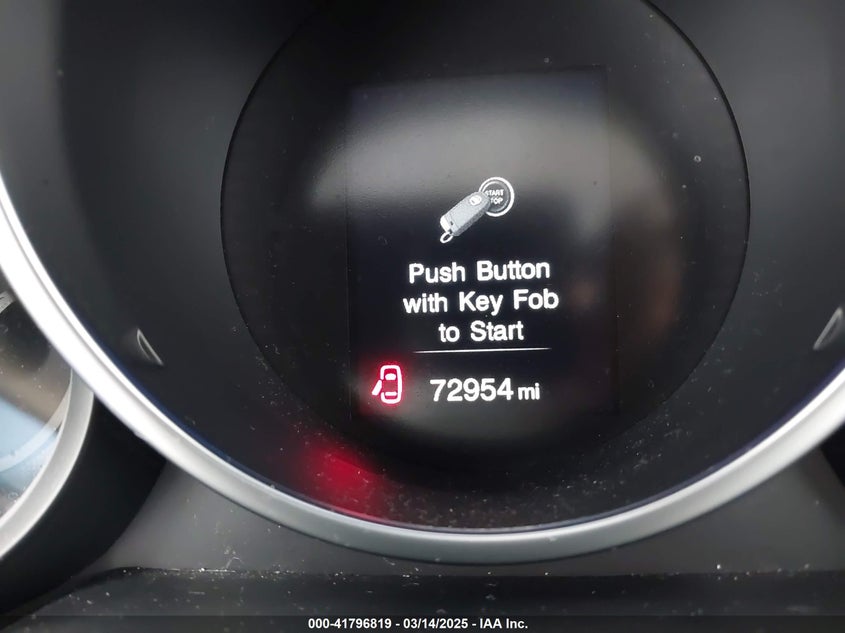 START
STOP
Push Button
with Key Fob
to Start
72954 mi
000-41796819 - 03/14/2025 - IAA Inc.